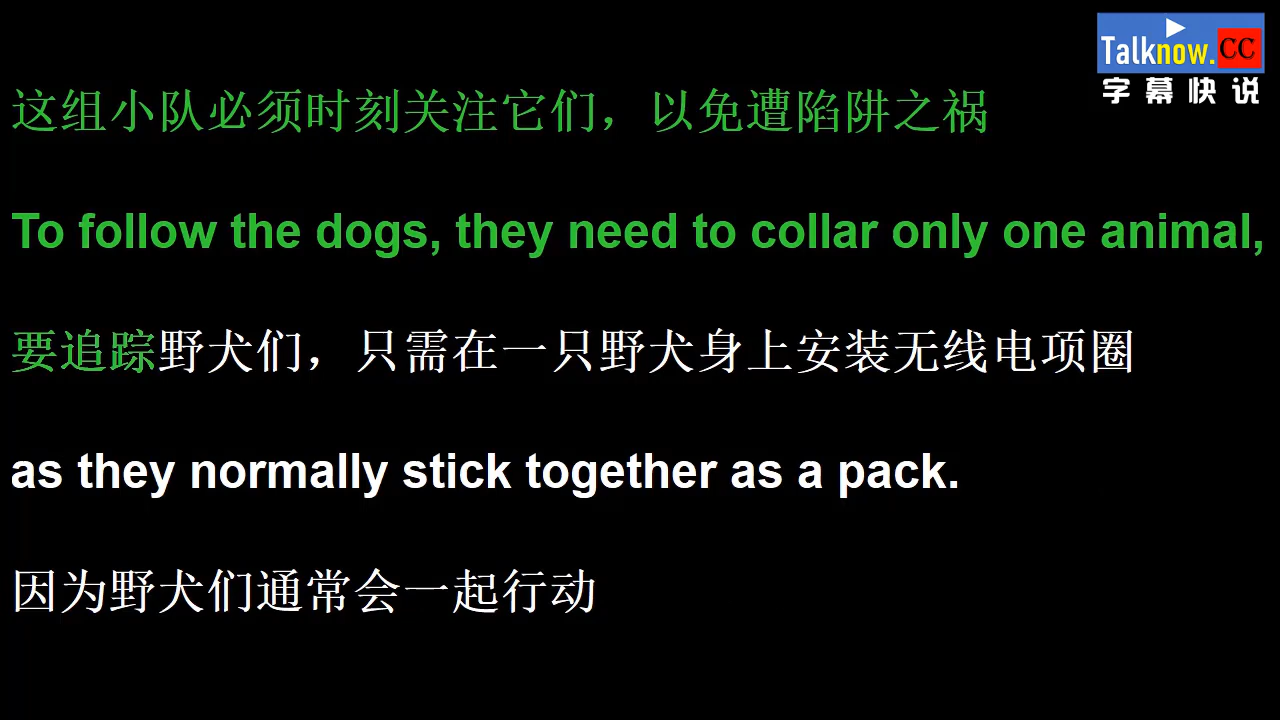 Talknow.CC
字幕快说
这组小队必须时刻关注它们，以免遭陷阱之祸
To follow the dogs, they need to collar only one animal,
要追踪野犬们，只需在一只野犬身上安装无线电项圈
as they normally stick together as a pack.
因为野犬们通常会一起行动